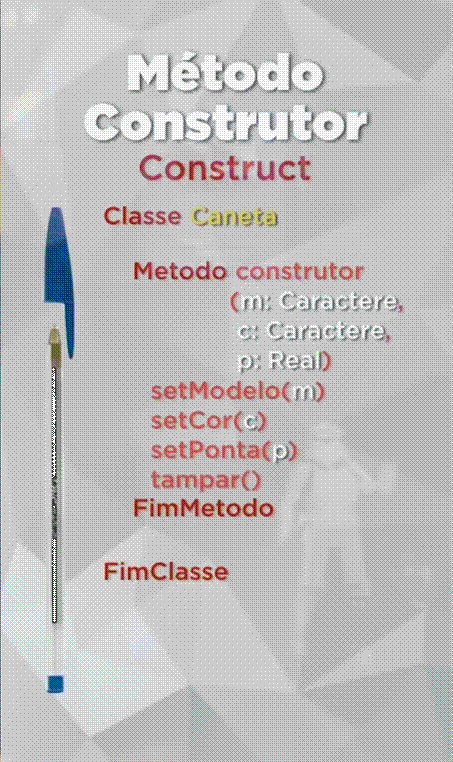 Método
Construtor
Construct
Classe Caneta
Metodo construtor
(m: Caractere,
c: Caractere,
p: Real)
setModelo(m)
setCor(c)
setPonta(p)
tampar()
FimMetodo
FimClasse